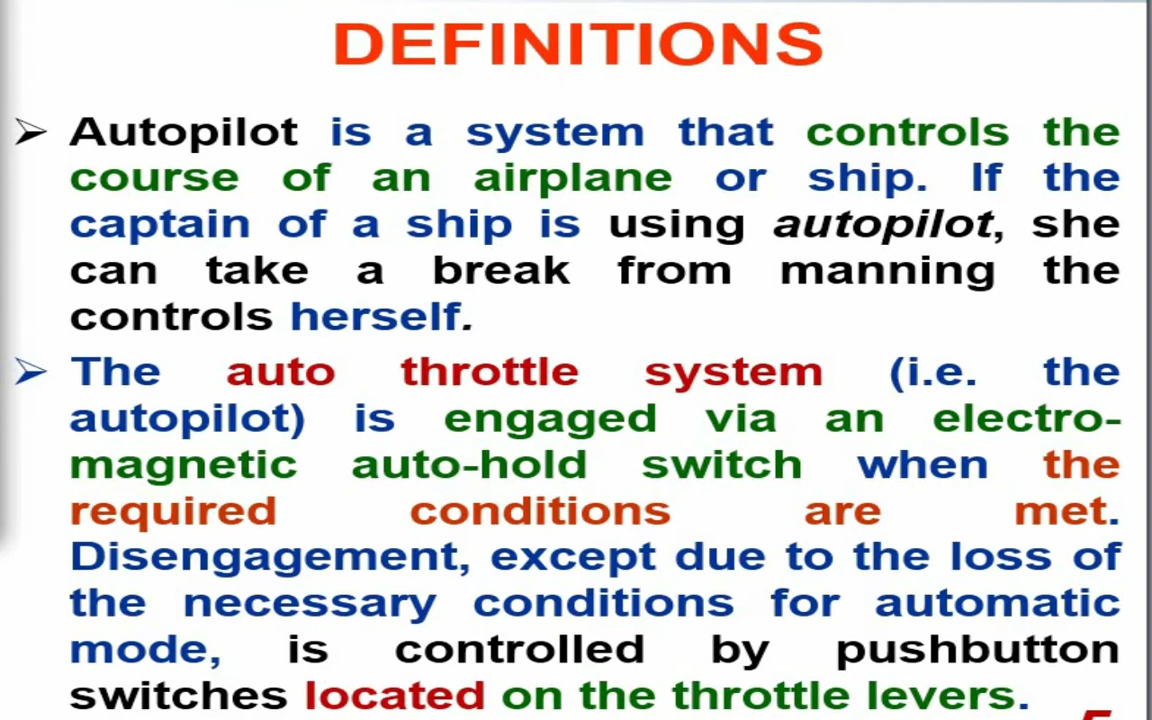 DEFINITIONS
➢ Autopilot is a system that controls the
course of an airplane or ship. If the
captain of a ship is using autopilot, she
can take a break from manning the
controls herself.
➢ The auto throttle system (i.e. the
autopilot) is engaged via an electro-
magnetic auto-hold switch when the
required conditions are met.
Disengagement, except due to the loss of
the necessary conditions for automatic
mode, is controlled by pushbutton
switches located on the throttle levers.